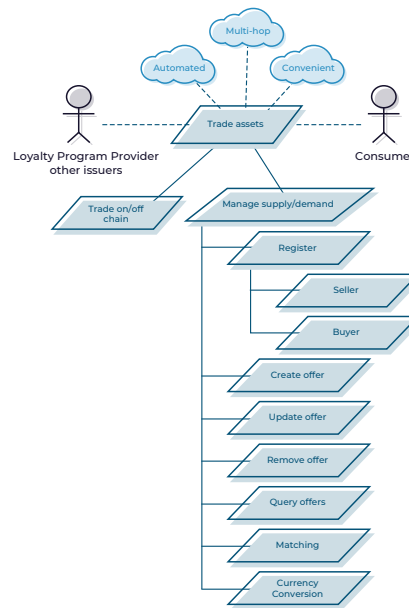 Multi-hop
Automated
Convenient
Trade assets
Loyalty Program Provider
other issuers
Consume
Trade on/off
chain
Manage supply/demand
Register
Seller
Buyer
Create offer
Update offer
Remove offer
Query offers
Matching
Currency
Conversion